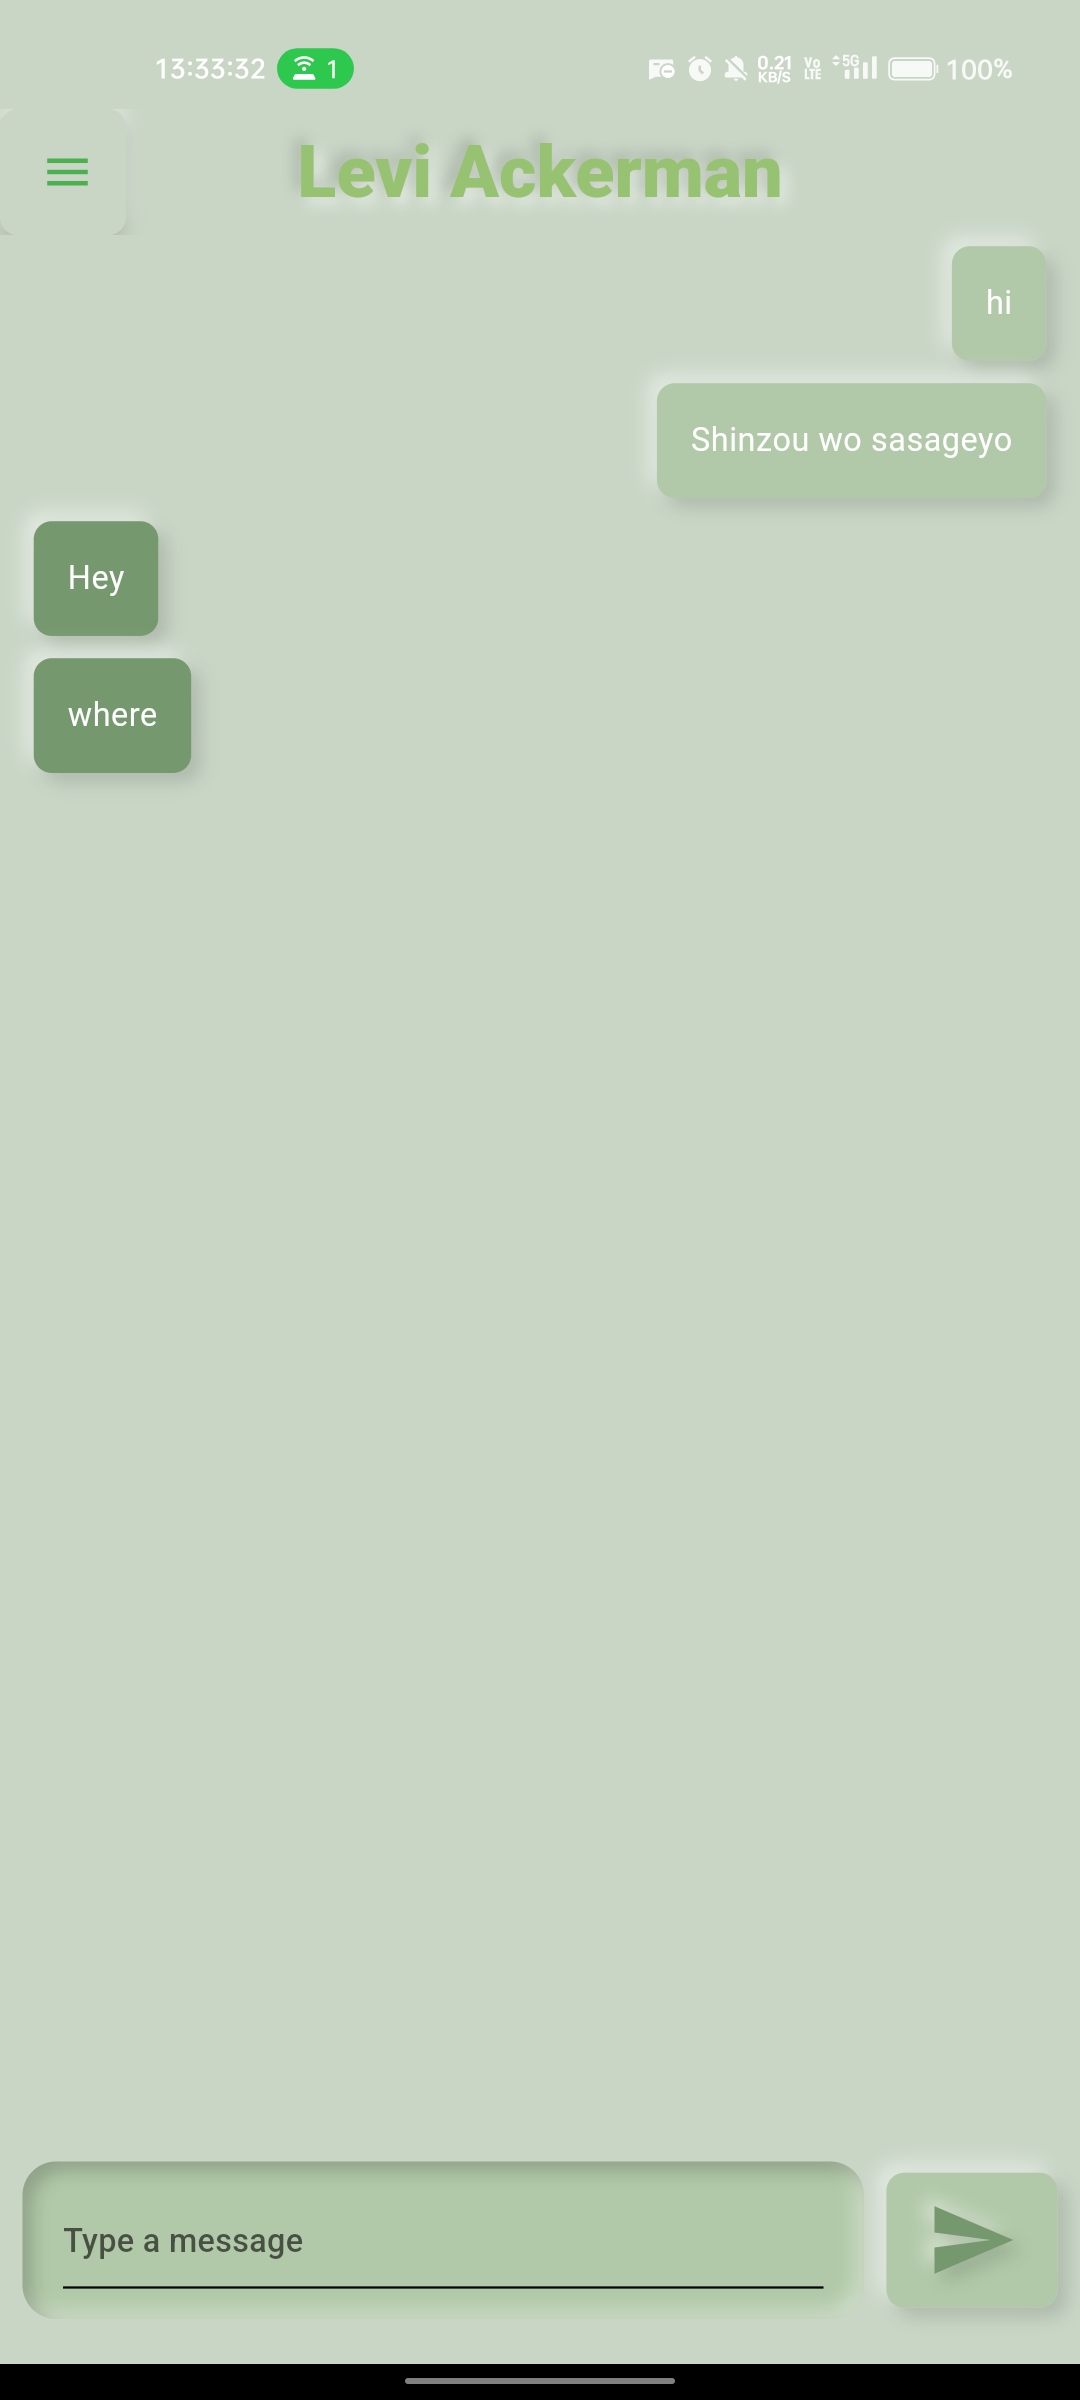 13:33:32 1 0.21 KB/S Vo LTE 5G 100%
Levi Ackerman
hi
Shinzou wo sasageyo
Hey
where
Type a message